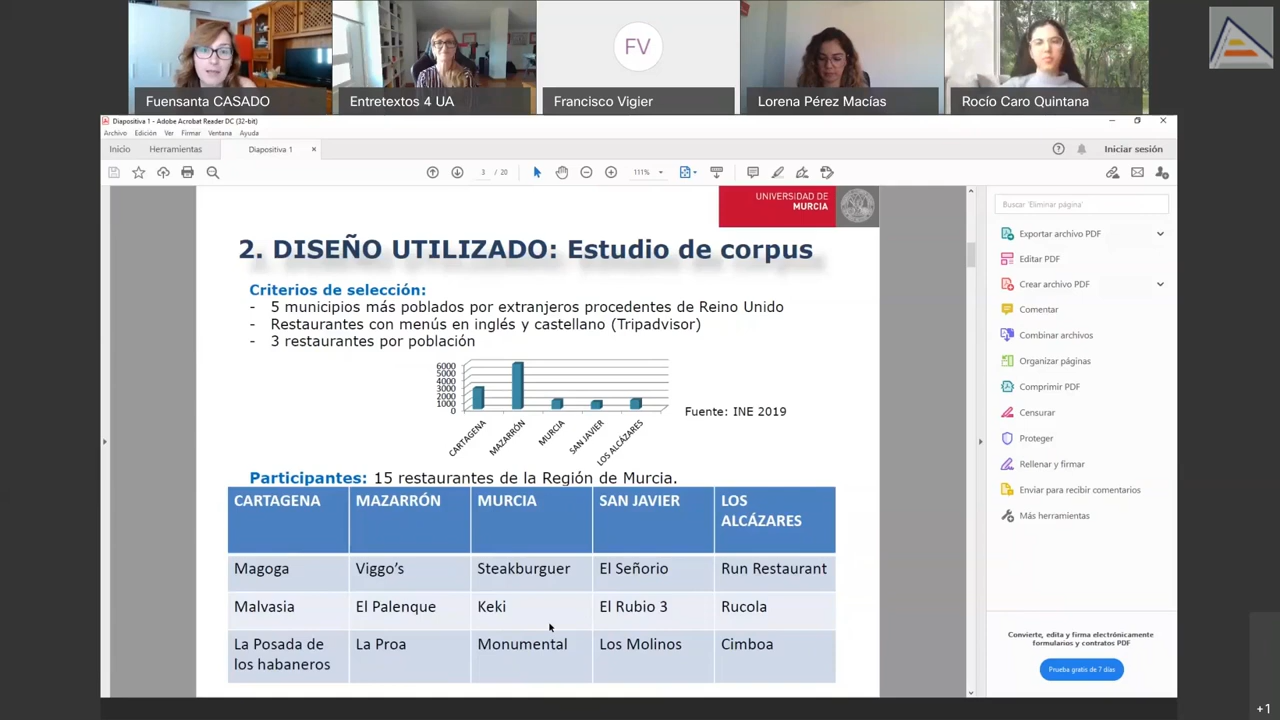 FV
Fuensanta CASADO
Entretextos 4 UA
Francisco Vigier
Lorena Pérez Macías
Rocío Caro Quintana
Diapositiva 1 - Adobe Acrobat Reader DC (32-bit)
Archivo Edición Ver Firmar Ventana Ayuda
Inicio Herramientas Diapositiva 1 × Iniciar sesión
3 / 20 111%
UNIVERSIDAD DE
MURCIA
2. DISEÑO UTILIZADO: Estudio de corpus
Criterios de selección:
- 5 municipios más poblados por extranjeros procedentes de Reino Unido
- Restaurantes con menús en inglés y castellano (Tripadvisor)
- 3 restaurantes por población
6000
5000
4000
3000
2000
1000
0
CARTAGENA
MAZARRÓN
MURCIA
SAN JAVIER
LOS ALCÁZARES
Fuente: INE 2019
Participantes: 15 restaurantes de la Región de Murcia.
CARTAGENA MAZARRÓN MURCIA SAN JAVIER LOS
ALCÁZARES
Magoga Viggo's Steakburguer El Señorio Run Restaurant
Malvasia El Palenque Keki El Rubio 3 Rucola
La Posada de La Proa Monumental Los Molinos Cimboa
los habaneros
Buscar 'Eliminar página'
Exportar archivo PDF
Editar PDF
Crear archivo PDF
Comentar
Combinar archivos
Organizar páginas
Comprimir PDF
Censurar
Proteger
Rellenar y firmar
Enviar para recibir comentarios
Más herramientas
Convierte, edita y firma electrónicamente
formularios y contratos PDF
Prueba gratis de 7 días
+1